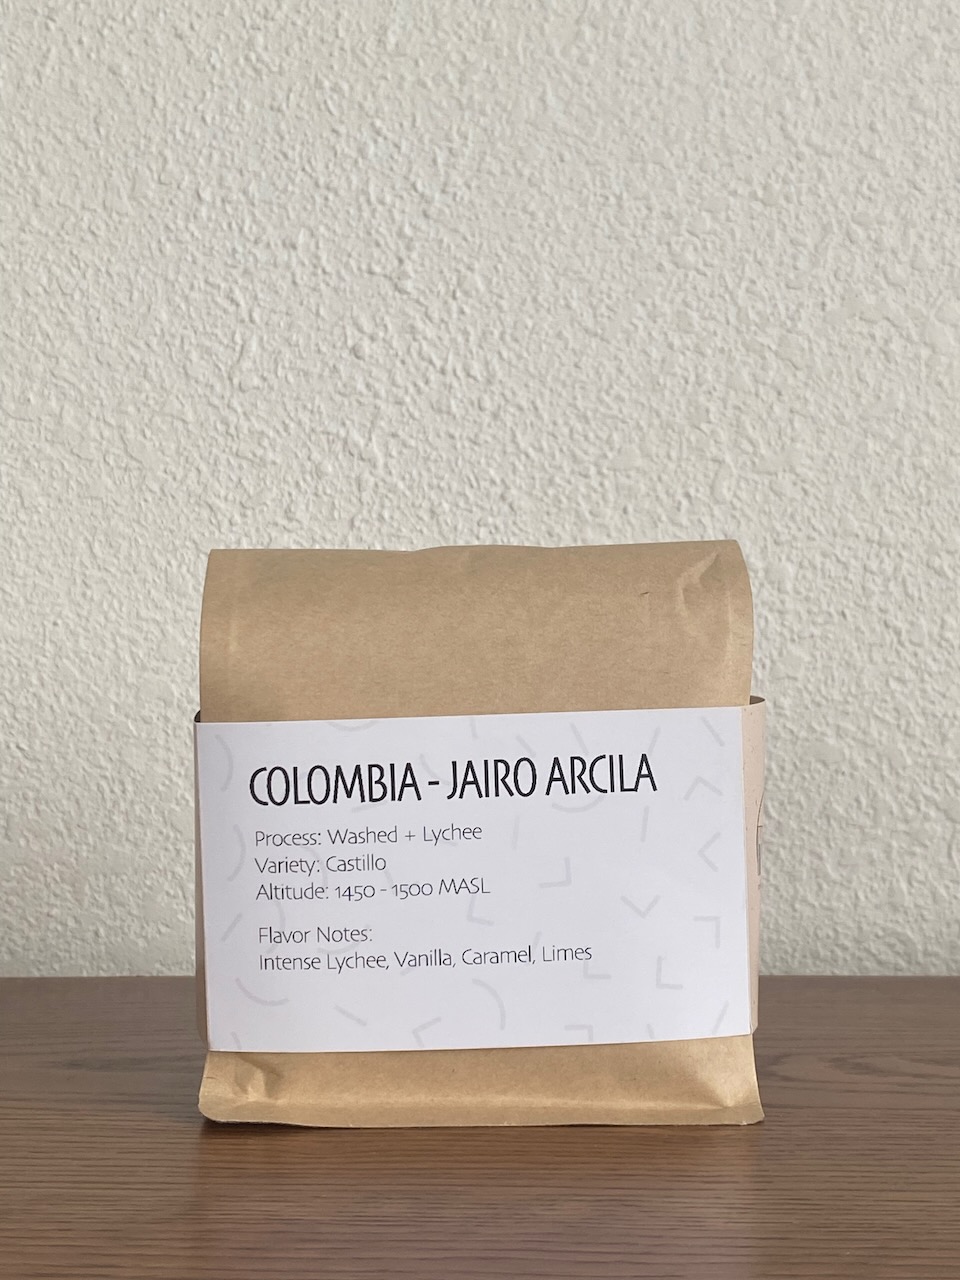 COLOMBIA - JAIRO ARCILA
Process: Washed + Lychee
Variety: Castillo
Altitude: 1450 - 1500 MASL
Flavor Notes:
Intense Lychee, Vanilla, Caramel, Limes